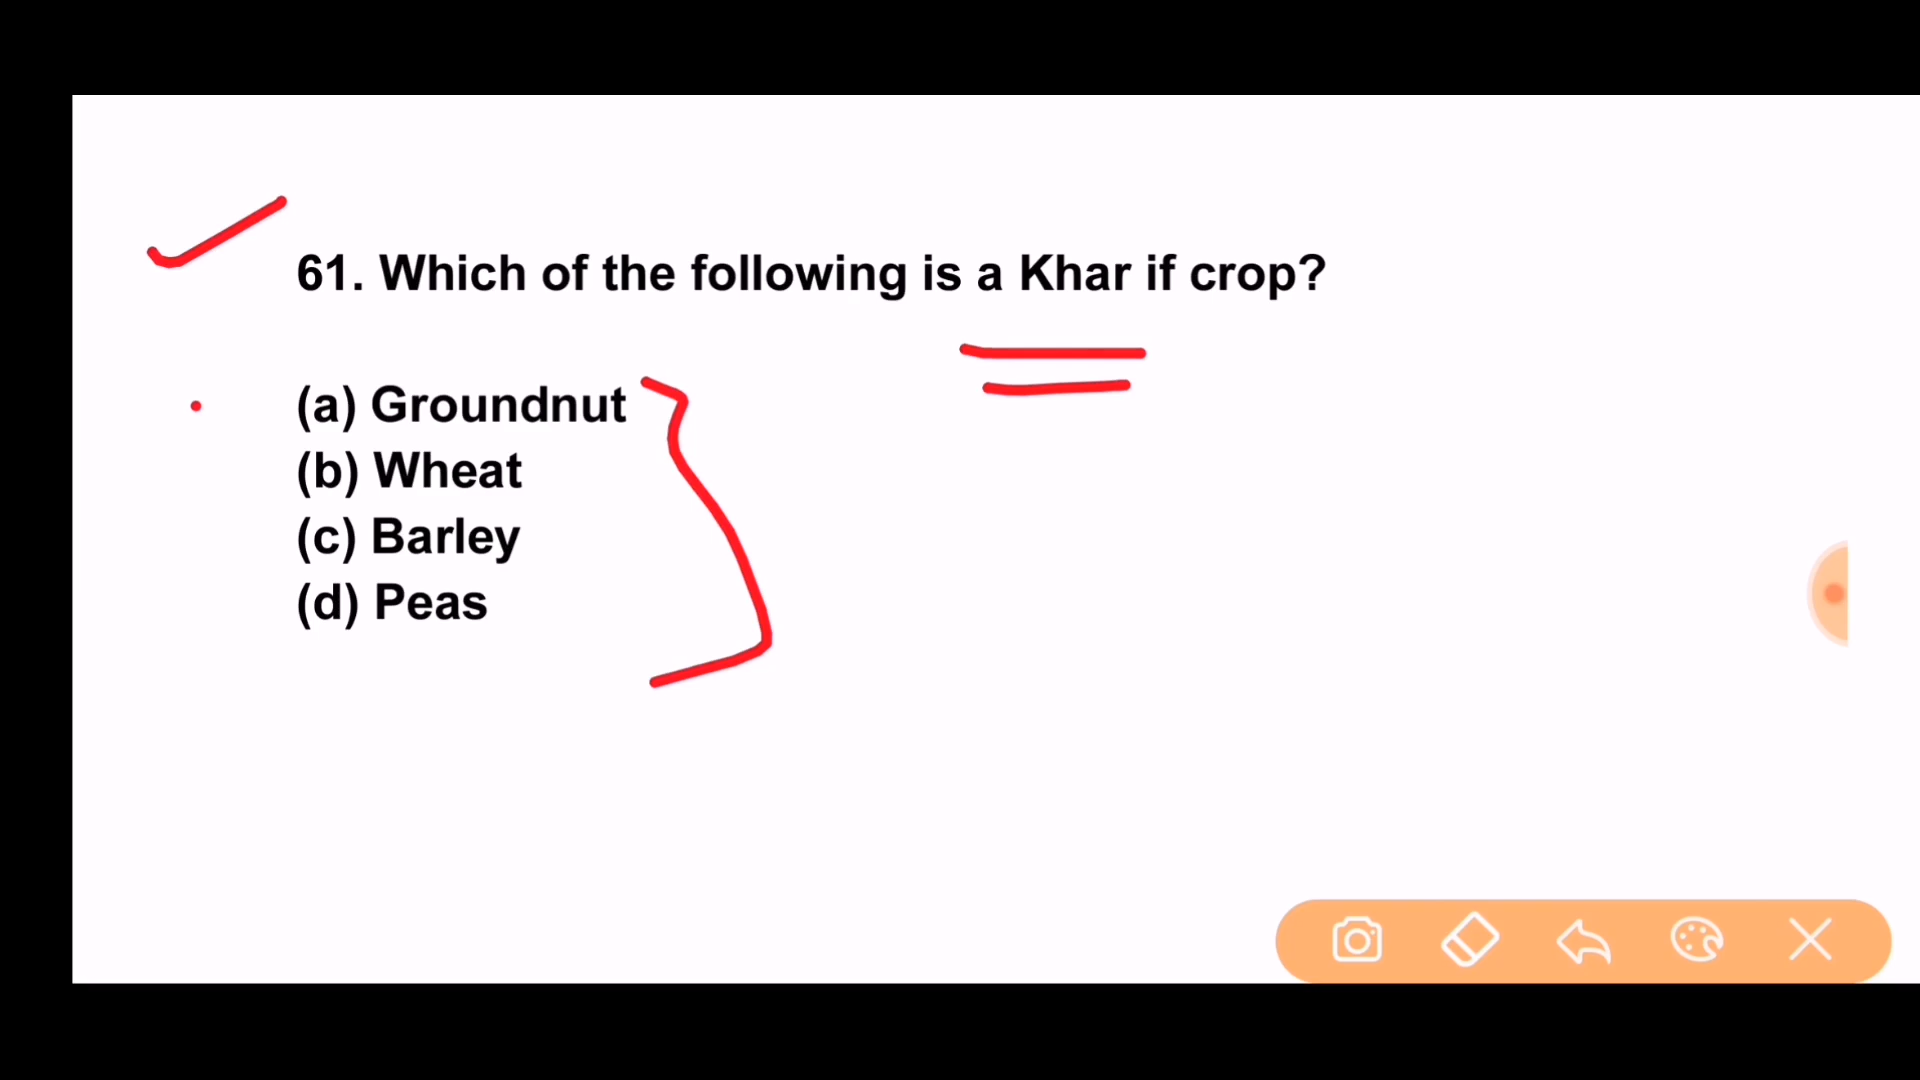 61. Which of the following is a Khar if crop?
(a) Groundnut
(b) Wheat
(c) Barley
(d) Peas